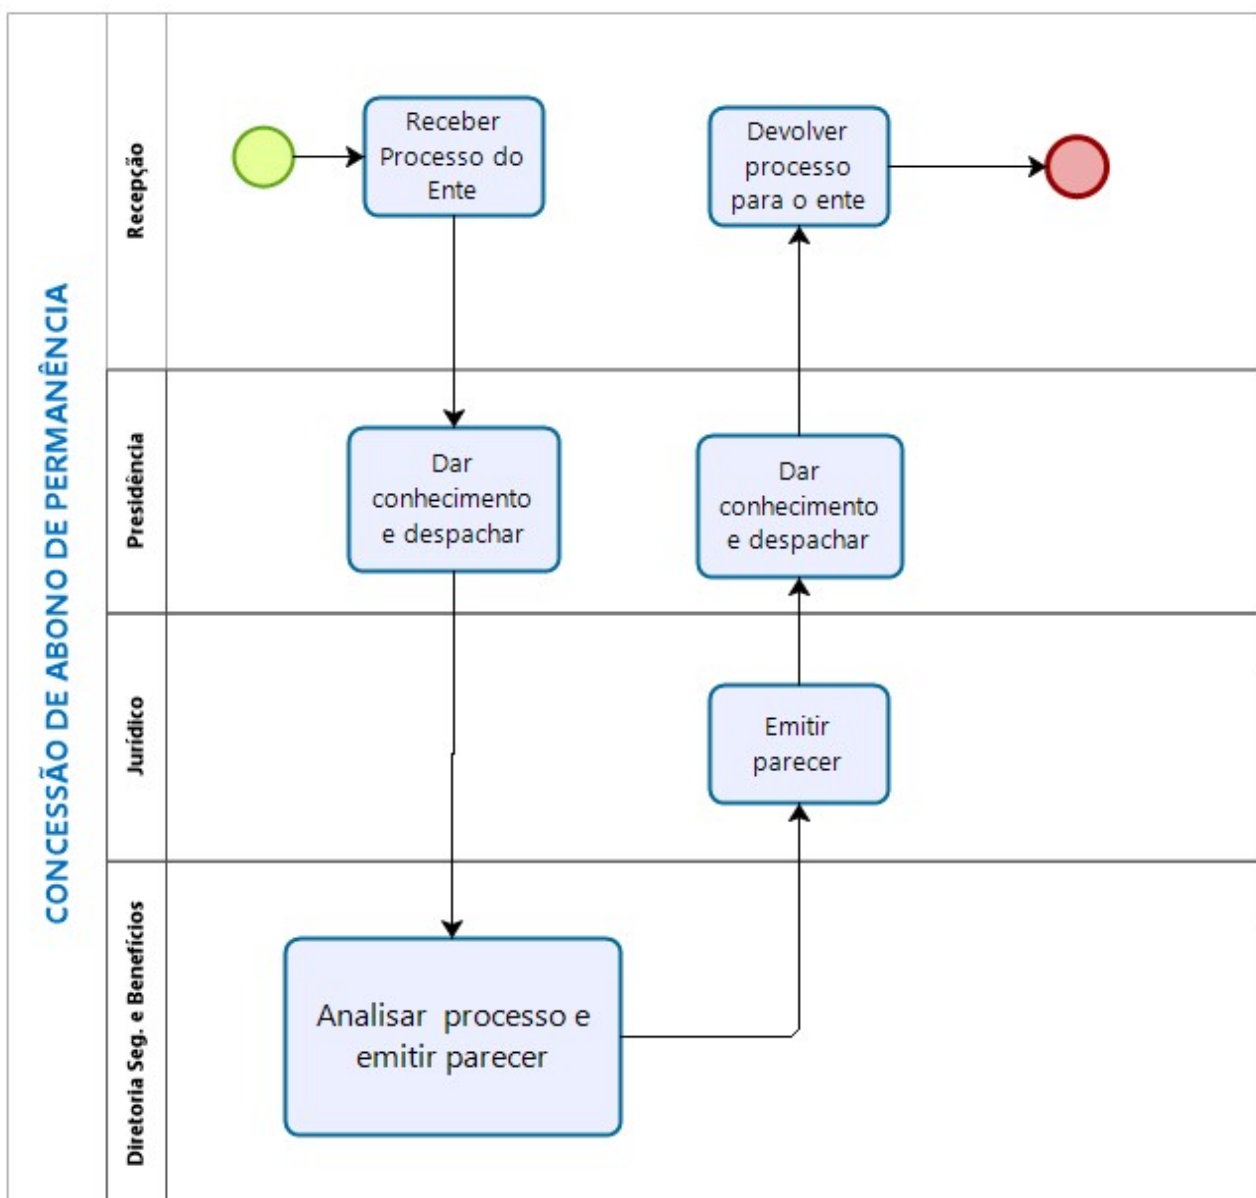 CONCESSÃO DE ABONO DE PERMANÊNCIA
Recepção
Receber
Processo do
Ente
Devolver
processo
para o ente
Presidência
Dar
conhecimento
e despachar
Dar
conhecimento
e despachar
Jurídico
Emitir
parecer
Diretoria Seg. e Benefícios
Analisar processo e
emitir parecer